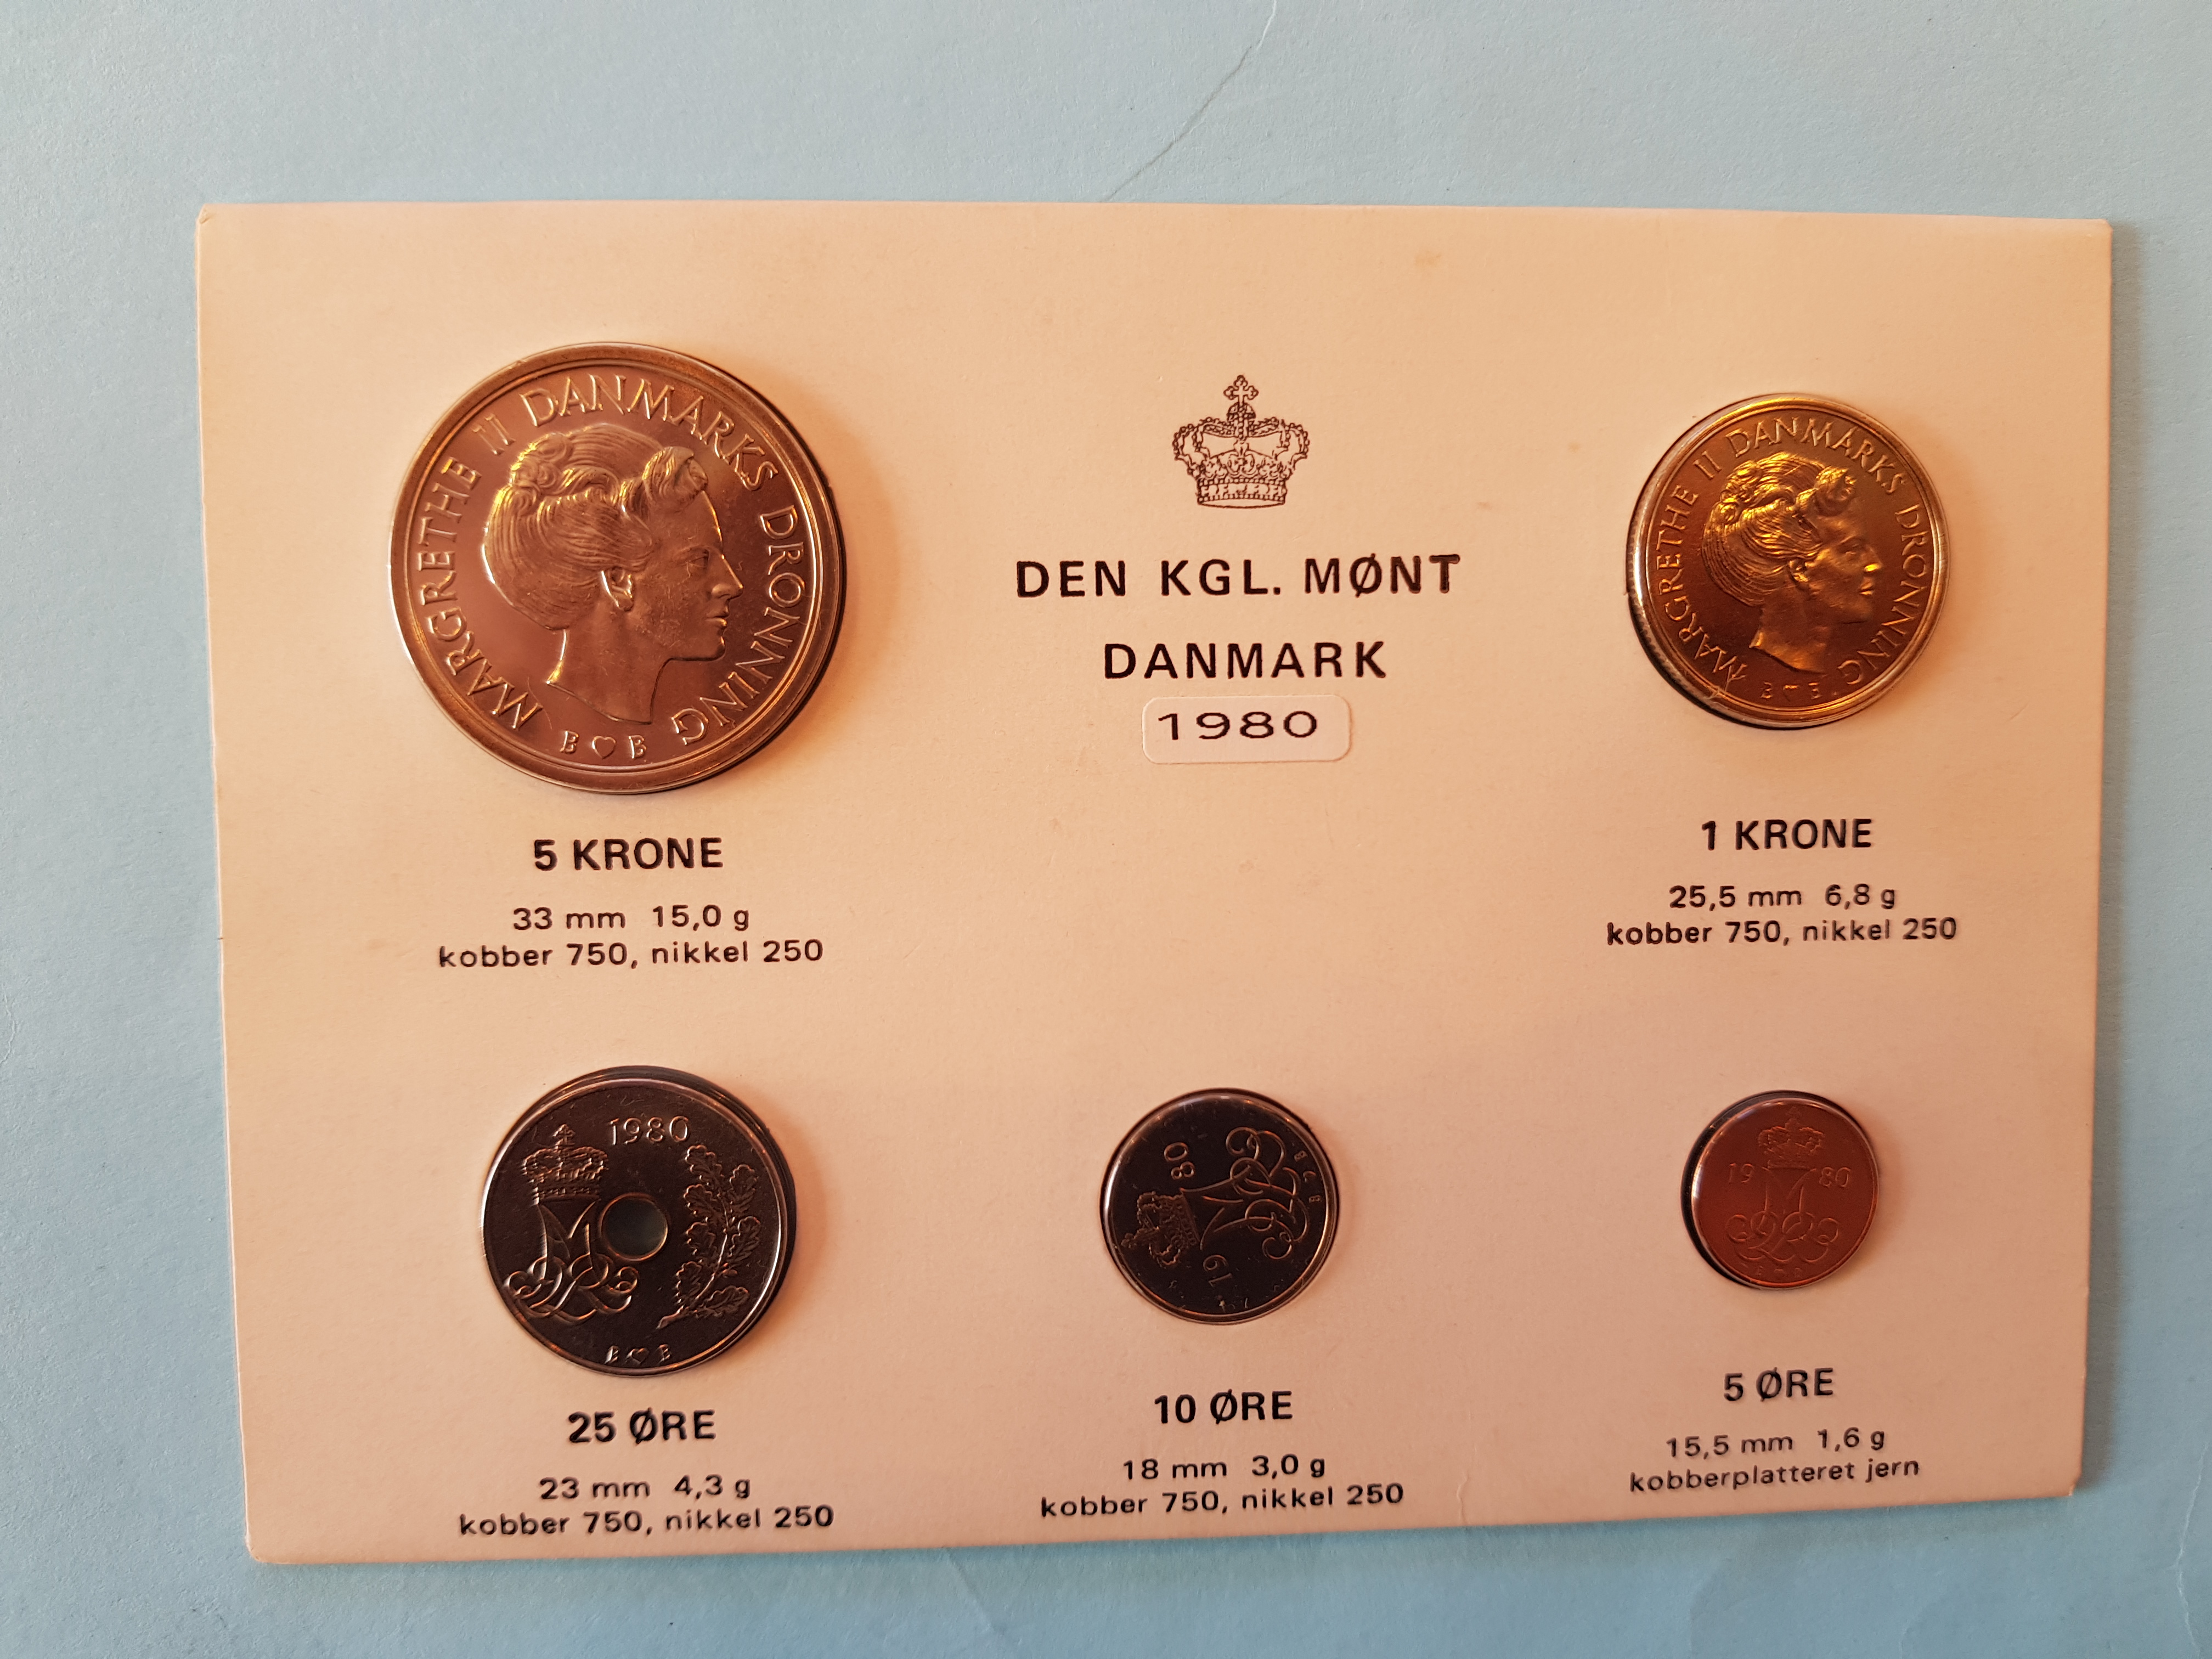 MARGRETHE II DANMARKS DRONNING
B ♡ B
5 KRONE
33 mm 15,0 g
kobber 750, nikkel 250
DEN KGL. MØNT
DANMARK
1980
MARGRETHE II DANMARKS DRONNING
B ♡ B
1 KRONE
25,5 mm 6,8 g
kobber 750, nikkel 250
1980
B ♡ B
25 ØRE
23 mm 4,3 g
kobber 750, nikkel 250
19 80
B ♡ B
10 ØRE
18 mm 3,0 g
kobber 750, nikkel 250
19 80
B ♡ B
5 ØRE
15,5 mm 1,6 g
kobberplatteret jern